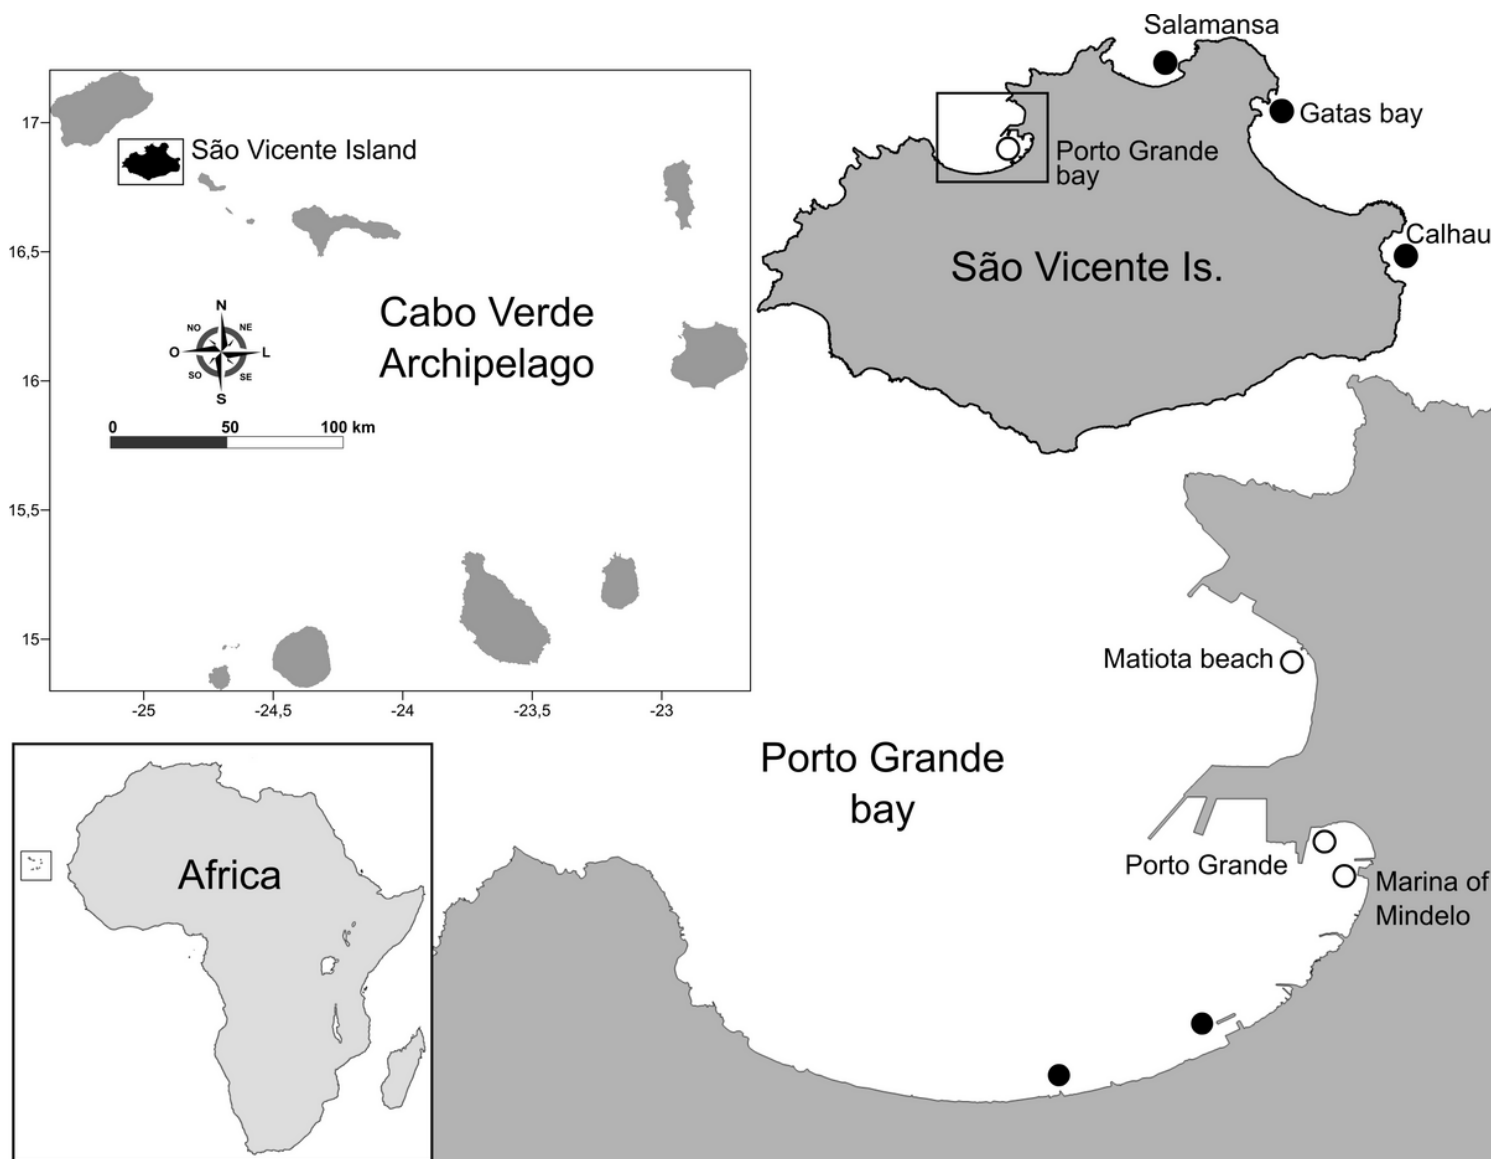 17
16,5
16
15,5
15
-25
-24,5
-24
-23,5
-23
São Vicente Island
Cabo Verde
Archipelago
N
NO
NE
O
L
SO
SE
S
0
50
100 km
Africa
Salamansa
Gatas bay
Porto Grande
bay
Calhau
São Vicente Is.
Matiota beach
Porto Grande
bay
Porto Grande
Marina of
Mindelo